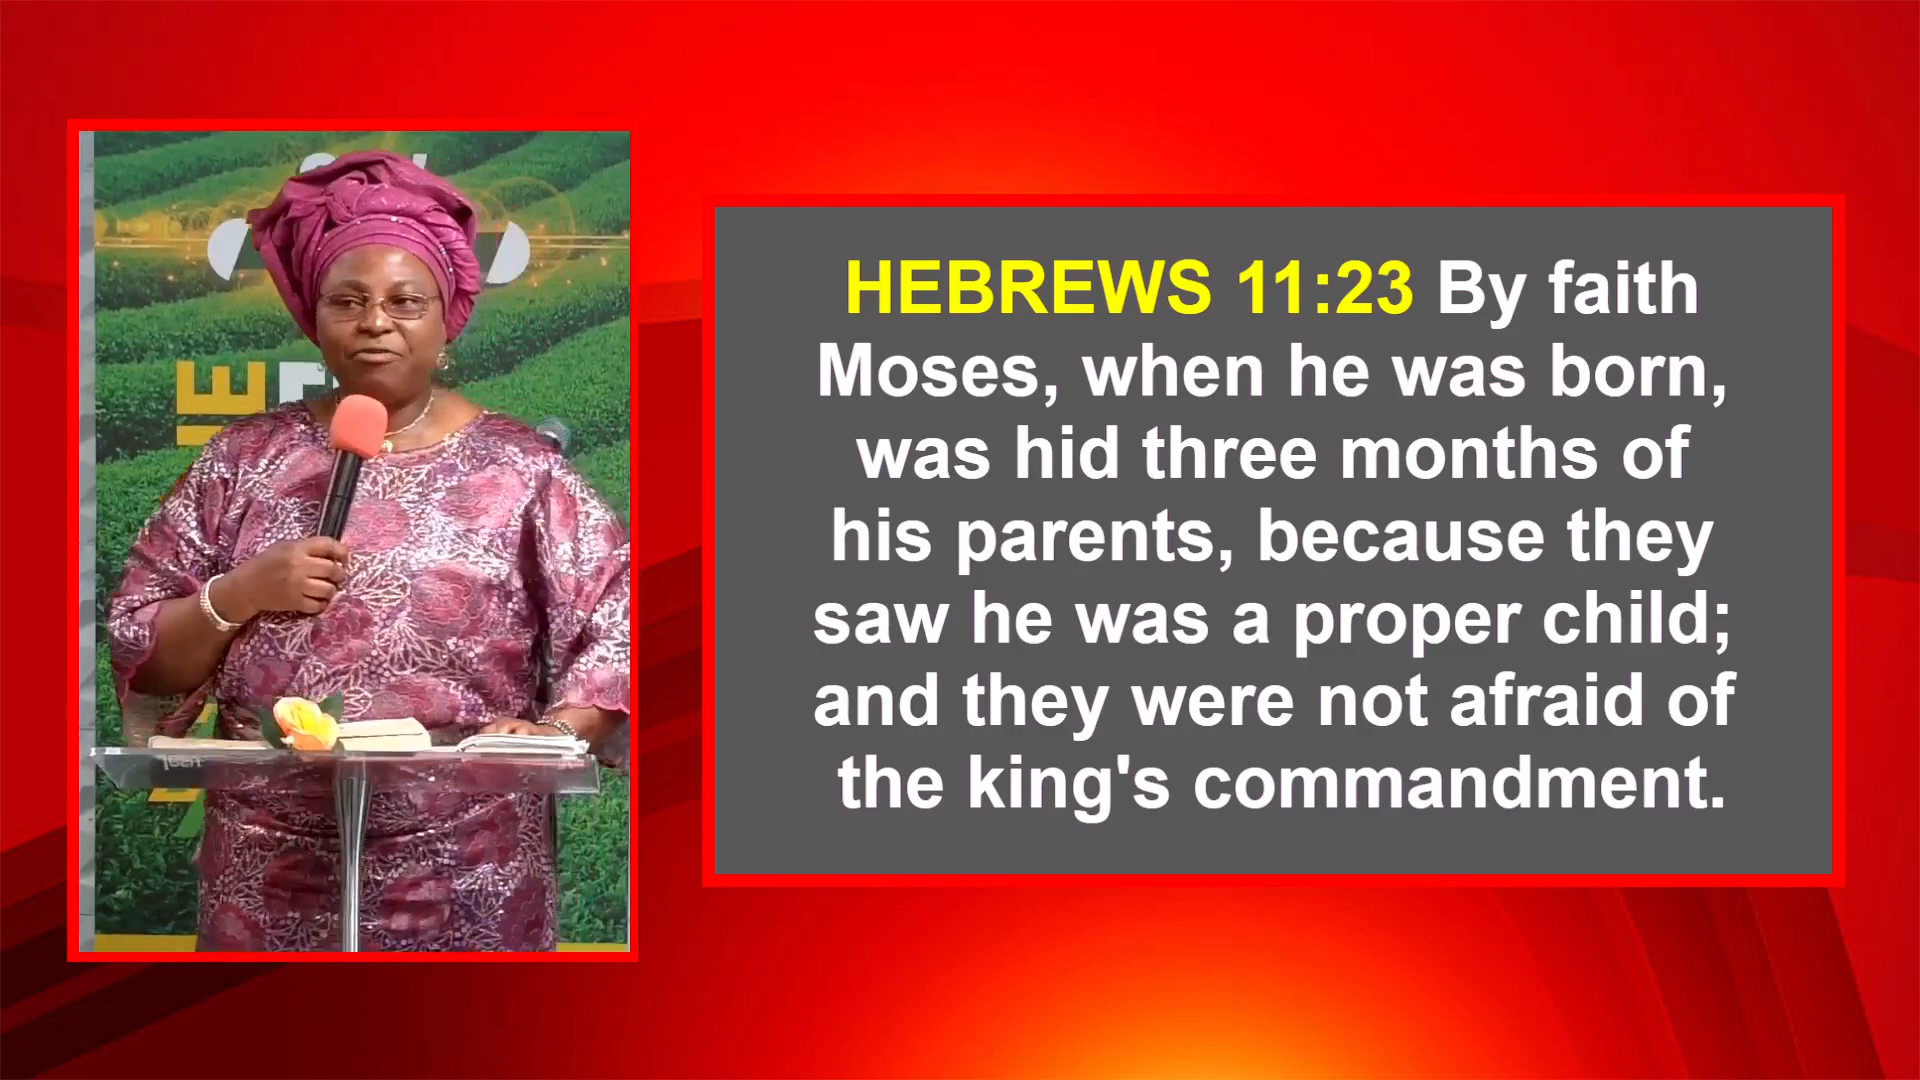 HEBREWS 11:23 By faith
Moses, when he was born,
was hid three months of
his parents, because they
saw he was a proper child;
and they were not afraid of
the king's commandment.